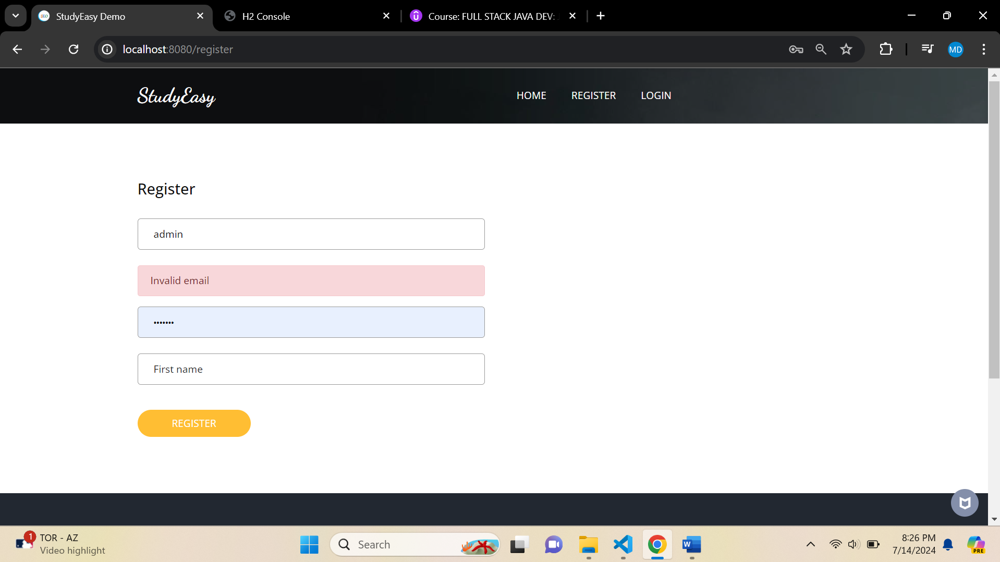 StudyEasy Demo
H2 Console
Course: FULL STACK JAVA DEV:
localhost:8080/register
MD
StudyEasy
HOME
REGISTER
LOGIN
Register
admin
Invalid email
•••••••
First name
REGISTER
1
TOR - AZ
Video highlight
Search
W
8:26 PM
7/14/2024
PRE